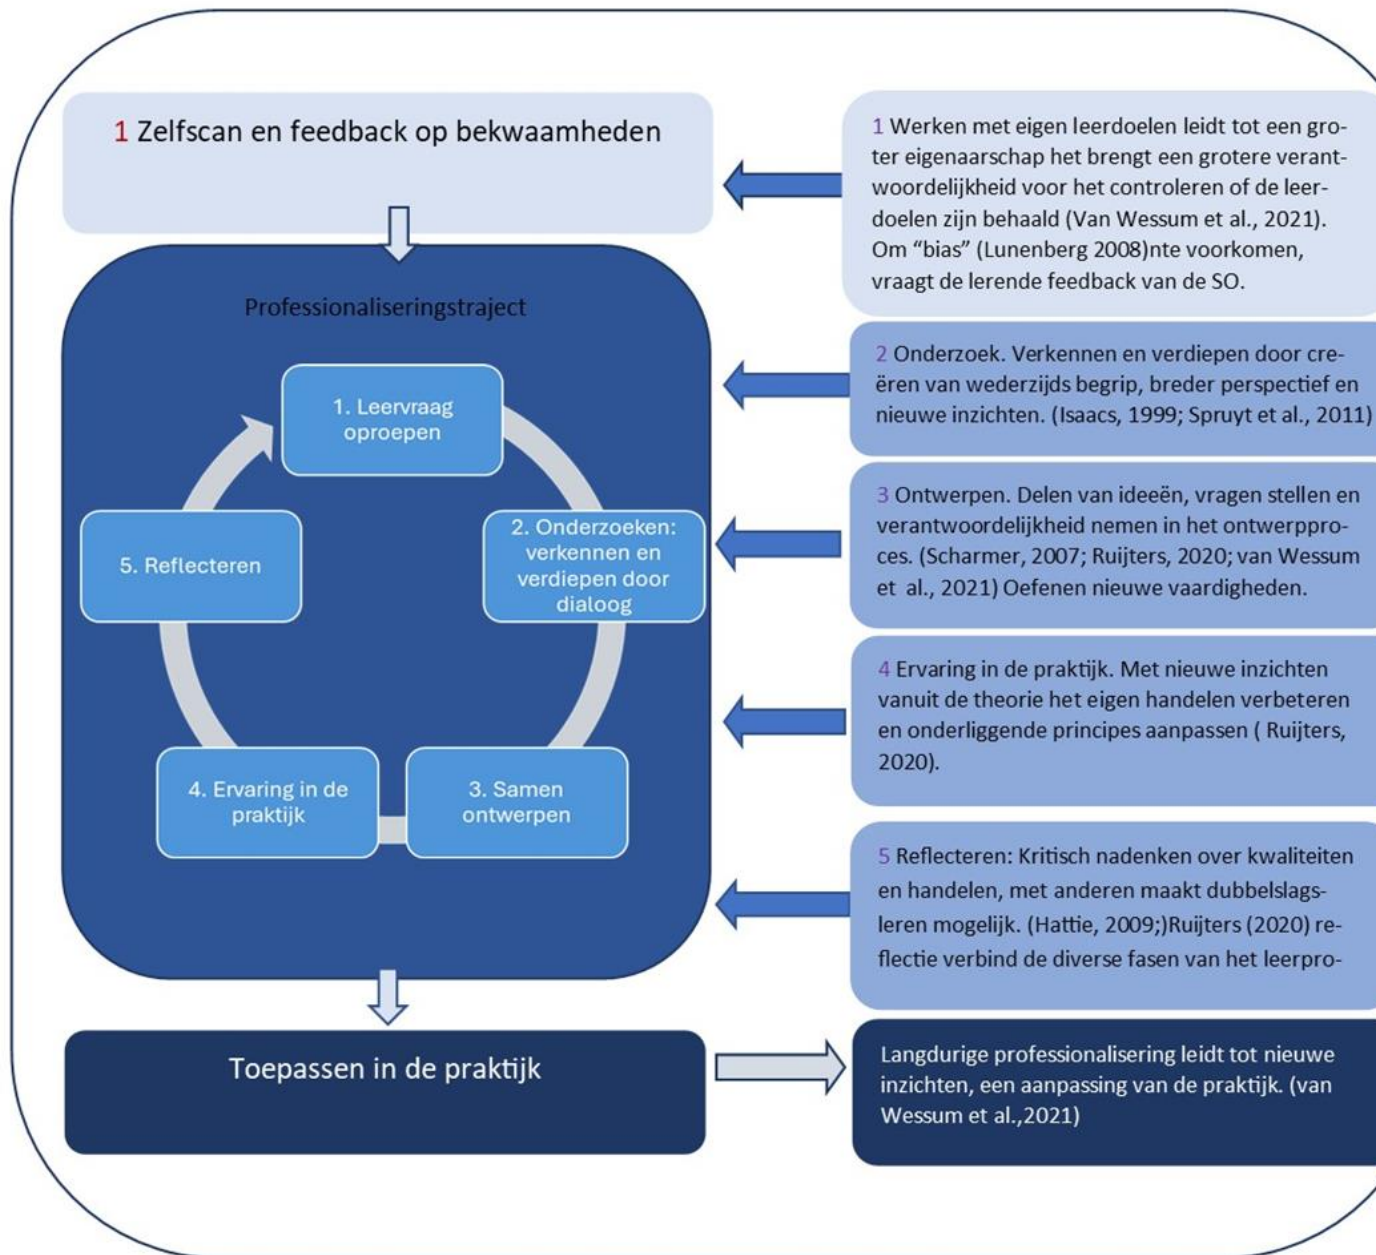 1 Zelfscan en feedback op bekwaamheden
Professionaliseringstraject
1. Leervraag
oproepen
2. Onderzoeken:
verkennen en
verdiepen door
dialoog
3. Samen
ontwerpen
4. Ervaring in de
praktijk
5. Reflecteren
Toepassen in de praktijk
1 Werken met eigen leerdoelen leidt tot een gro-
ter eigenaarschap het brengt een grotere verant-
woordelijkheid voor het controleren of de leer-
doelen zijn behaald (Van Wessum et al., 2021).
Om “bias” (Lunenberg 2008)nte voorkomen,
vraagt de lerende feedback van de SO.
2 Onderzoek. Verkennen en verdiepen door cre-
ëren van wederzijds begrip, breder perspectief en
nieuwe inzichten. (Isaacs, 1999; Spruyt et al., 2011)
3 Ontwerpen. Delen van ideeën, vragen stellen en
verantwoordelijkheid nemen in het ontwerppro-
ces. (Scharmer, 2007; Ruijters, 2020; van Wessum
et al., 2021) Oefenen nieuwe vaardigheden.
4 Ervaring in de praktijk. Met nieuwe inzichten
vanuit de theorie het eigen handelen verbeteren
en onderliggende principes aanpassen ( Ruijters,
2020).
5 Reflecteren: Kritisch nadenken over kwaliteiten
en handelen, met anderen maakt dubbelslags-
leren mogelijk. (Hattie, 2009;)Ruijters (2020) re-
flectie verbind de diverse fasen van het leerpro-
Langdurige professionalisering leidt tot nieuwe
inzichten, een aanpassing van de praktijk. (van
Wessum et al.,2021)